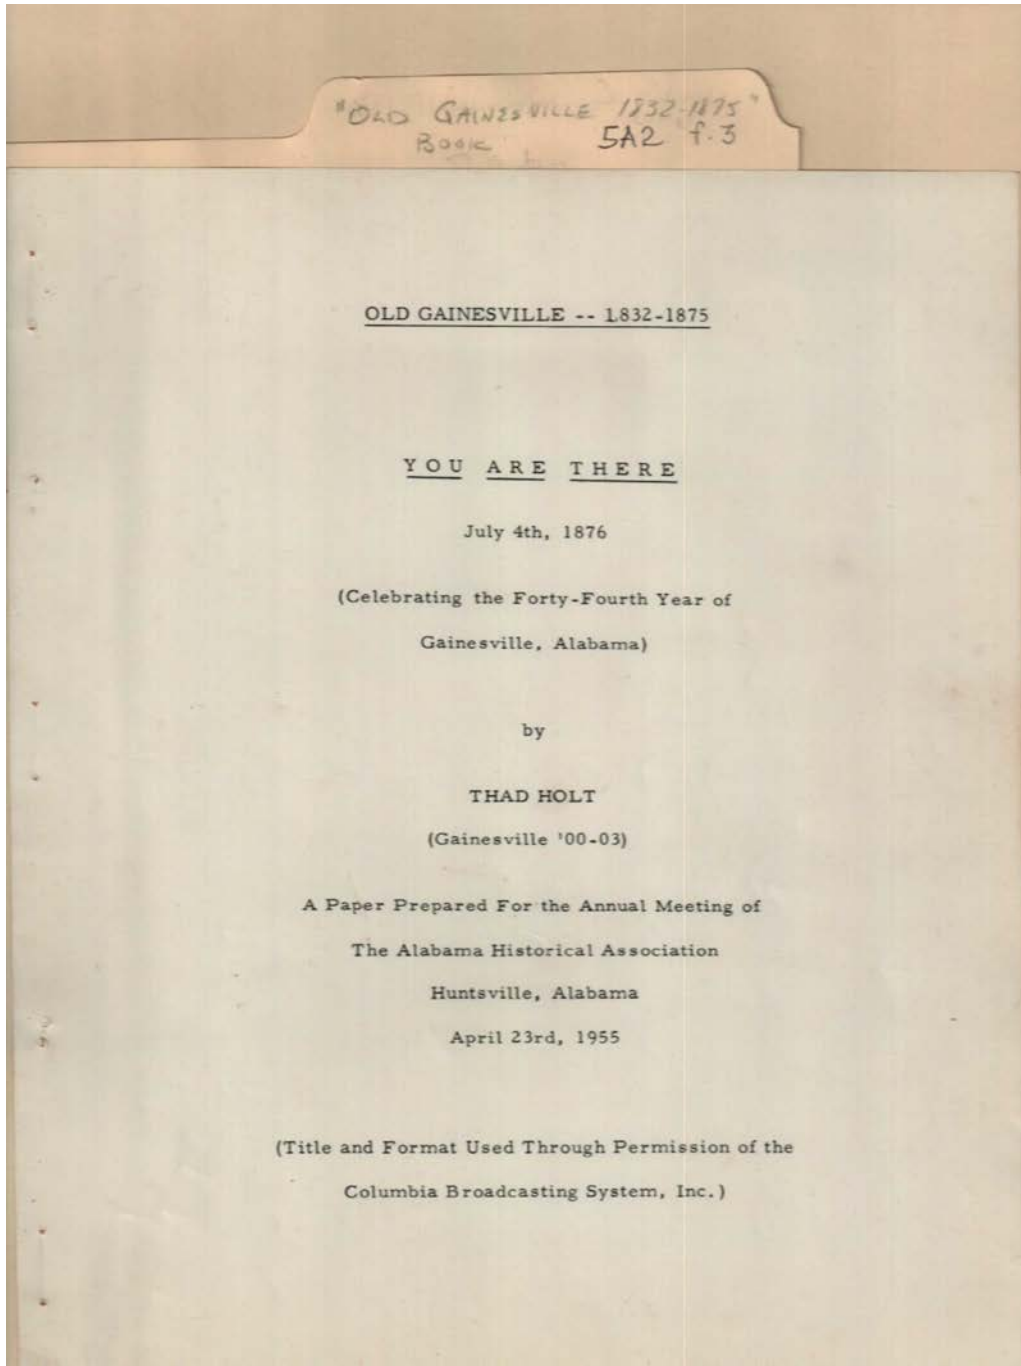 "OLD GAINESVILLE 1832-1875"
BOOK 5A2 f.3
OLD GAINESVILLE -- 1832-1875
YOU ARE THERE
July 4th, 1876
(Celebrating the Forty-Fourth Year of
Gainesville, Alabama)
by
THAD HOLT
(Gainesville '00-03)
A Paper Prepared For the Annual Meeting of
The Alabama Historical Association
Huntsville, Alabama
April 23rd, 1955
(Title and Format Used Through Permission of the
Columbia Broadcasting System, Inc.)